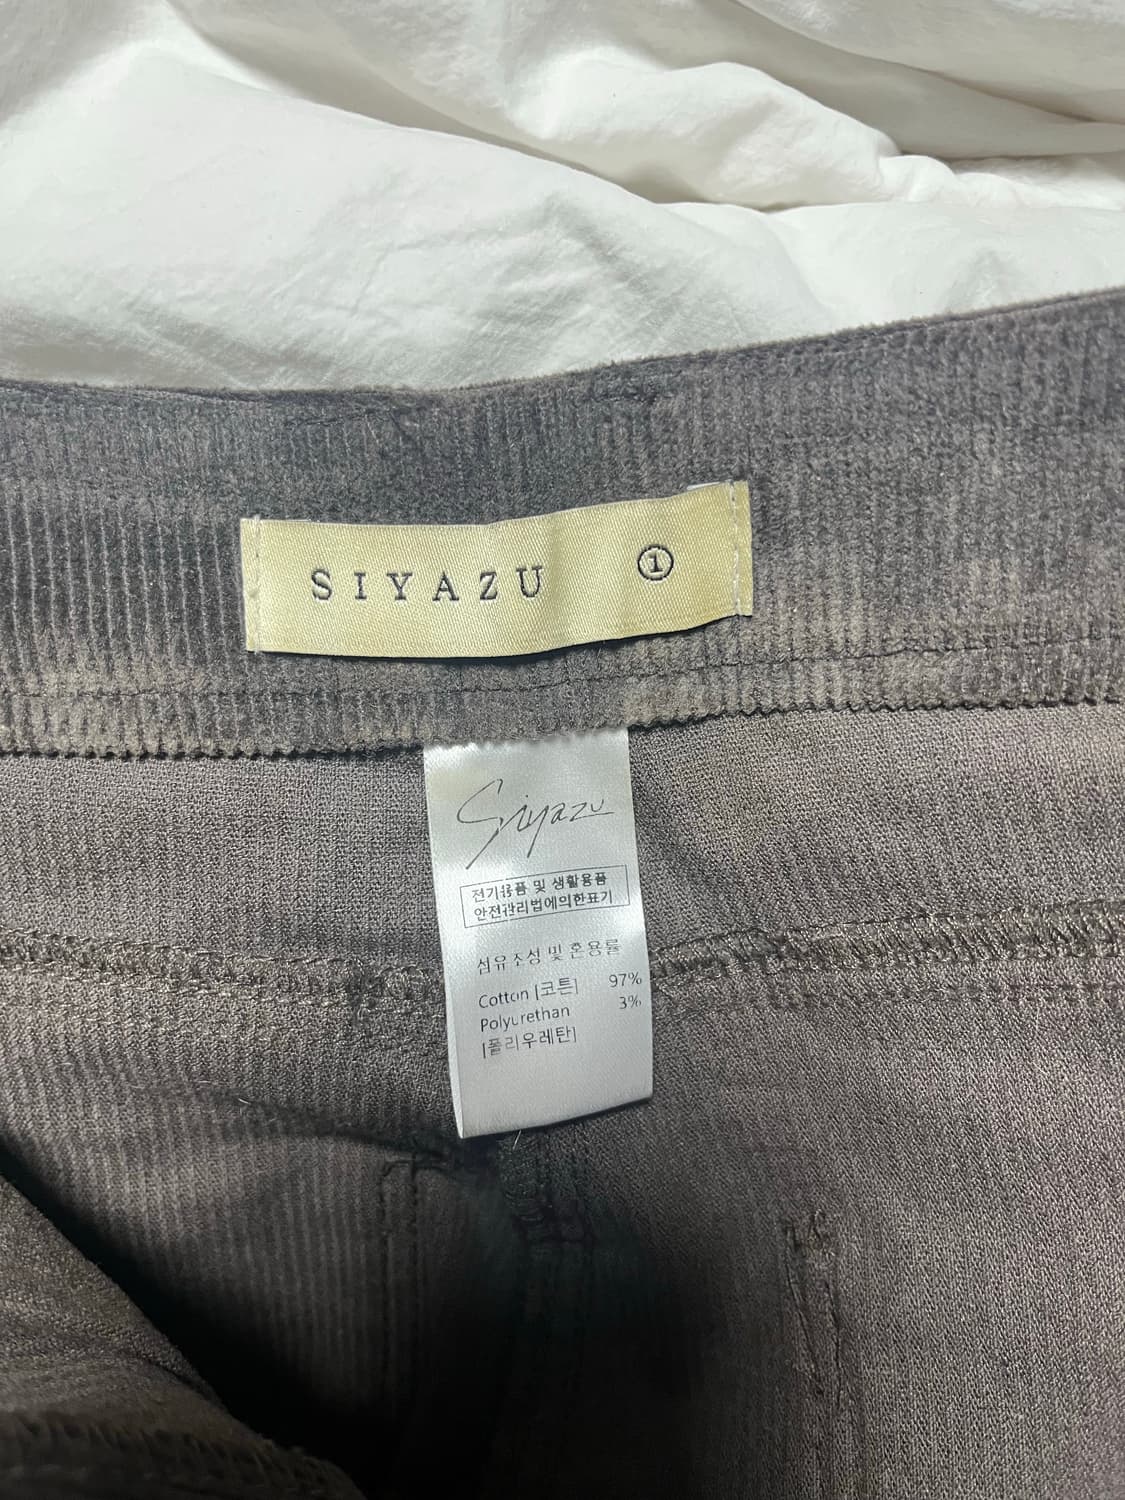 SIYAZU ①
Siyazu
전기용품 및 생활용품
안전관리법에의한표기
섬유조성 및 혼용률
Cotton [코튼] 97%
Polyurethan 3%
[폴리우레탄]